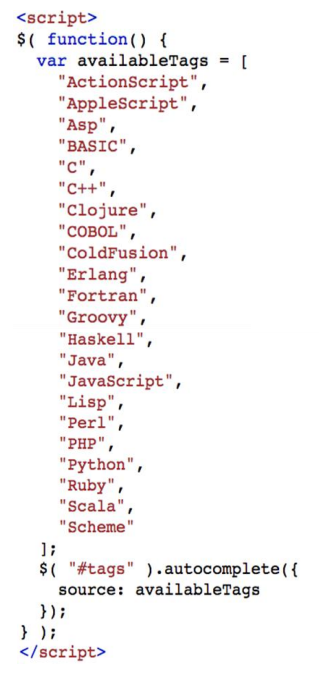 <script>
$( function() {
var availableTags = [
"ActionScript",
"AppleScript",
"Asp",
"BASIC",
"C",
"C++",
"Clojure",
"COBOL",
"ColdFusion",
"Erlang",
"Fortran",
"Groovy",
"Haskell",
"Java",
"JavaScript",
"Lisp",
"Perl",
"PHP",
"Python",
"Ruby",
"Scala",
"Scheme"
];
$( "#tags" ).autocomplete({
source: availableTags
});
} );
</script>